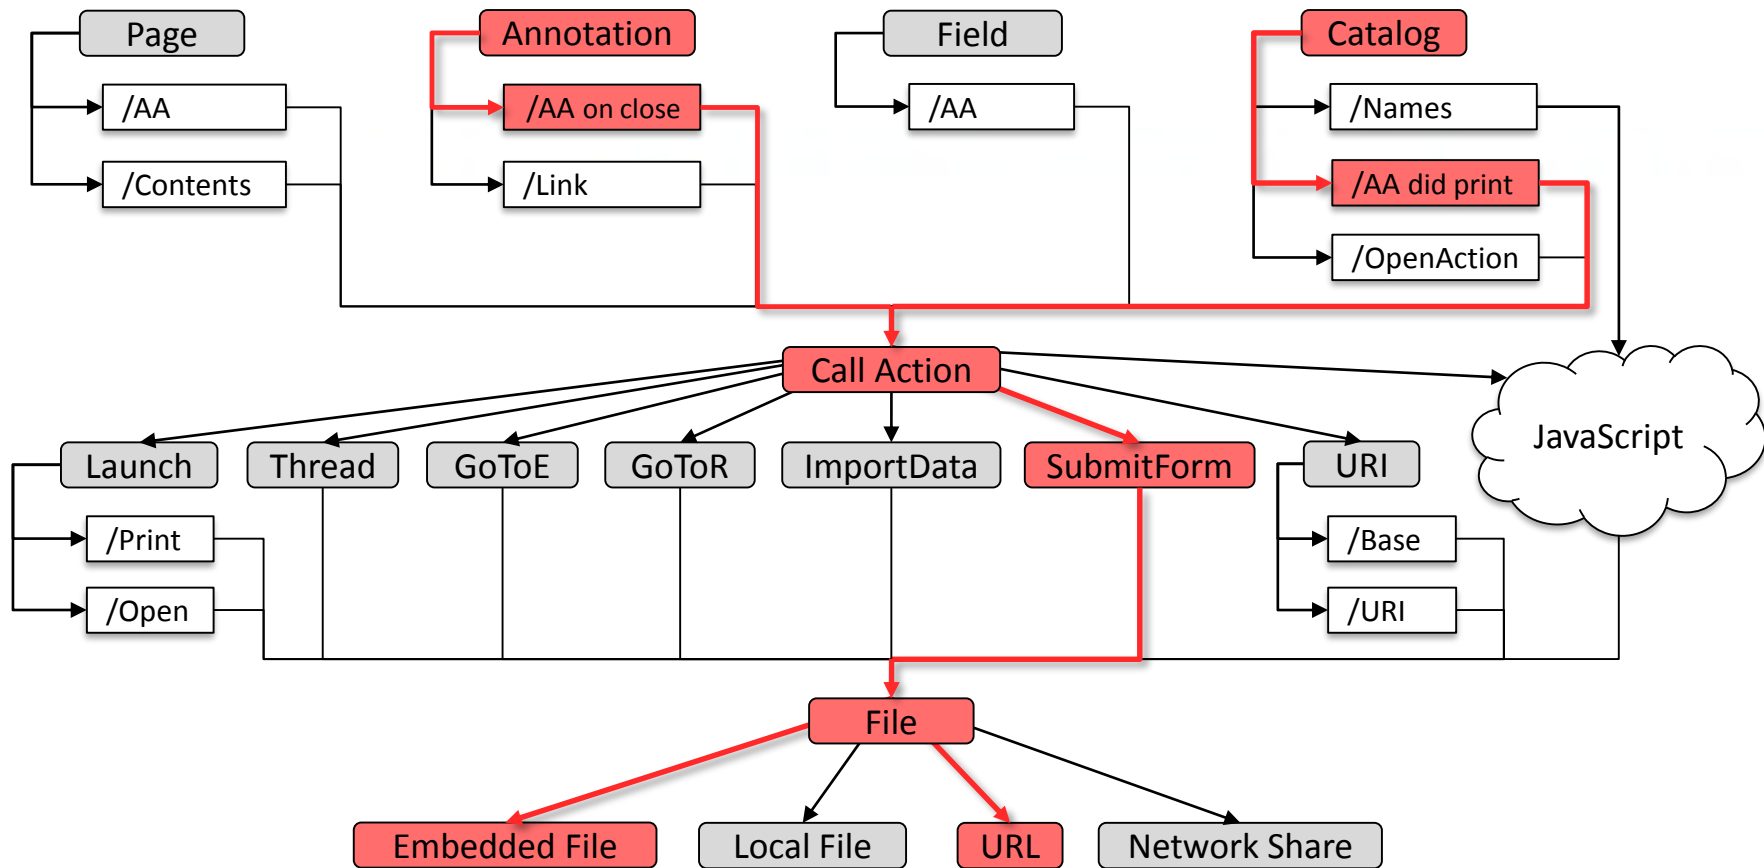 Page
Annotation
Field
Catalog
/AA
/AA on close
/AA
/Names
/Contents
/Link
/AA did print
/OpenAction
Call Action
JavaScript
Launch
Thread
GoToE
GoToR
ImportData
SubmitForm
URI
/Print
/Base
/Open
/URI
File
Embedded File
Local File
URL
Network Share